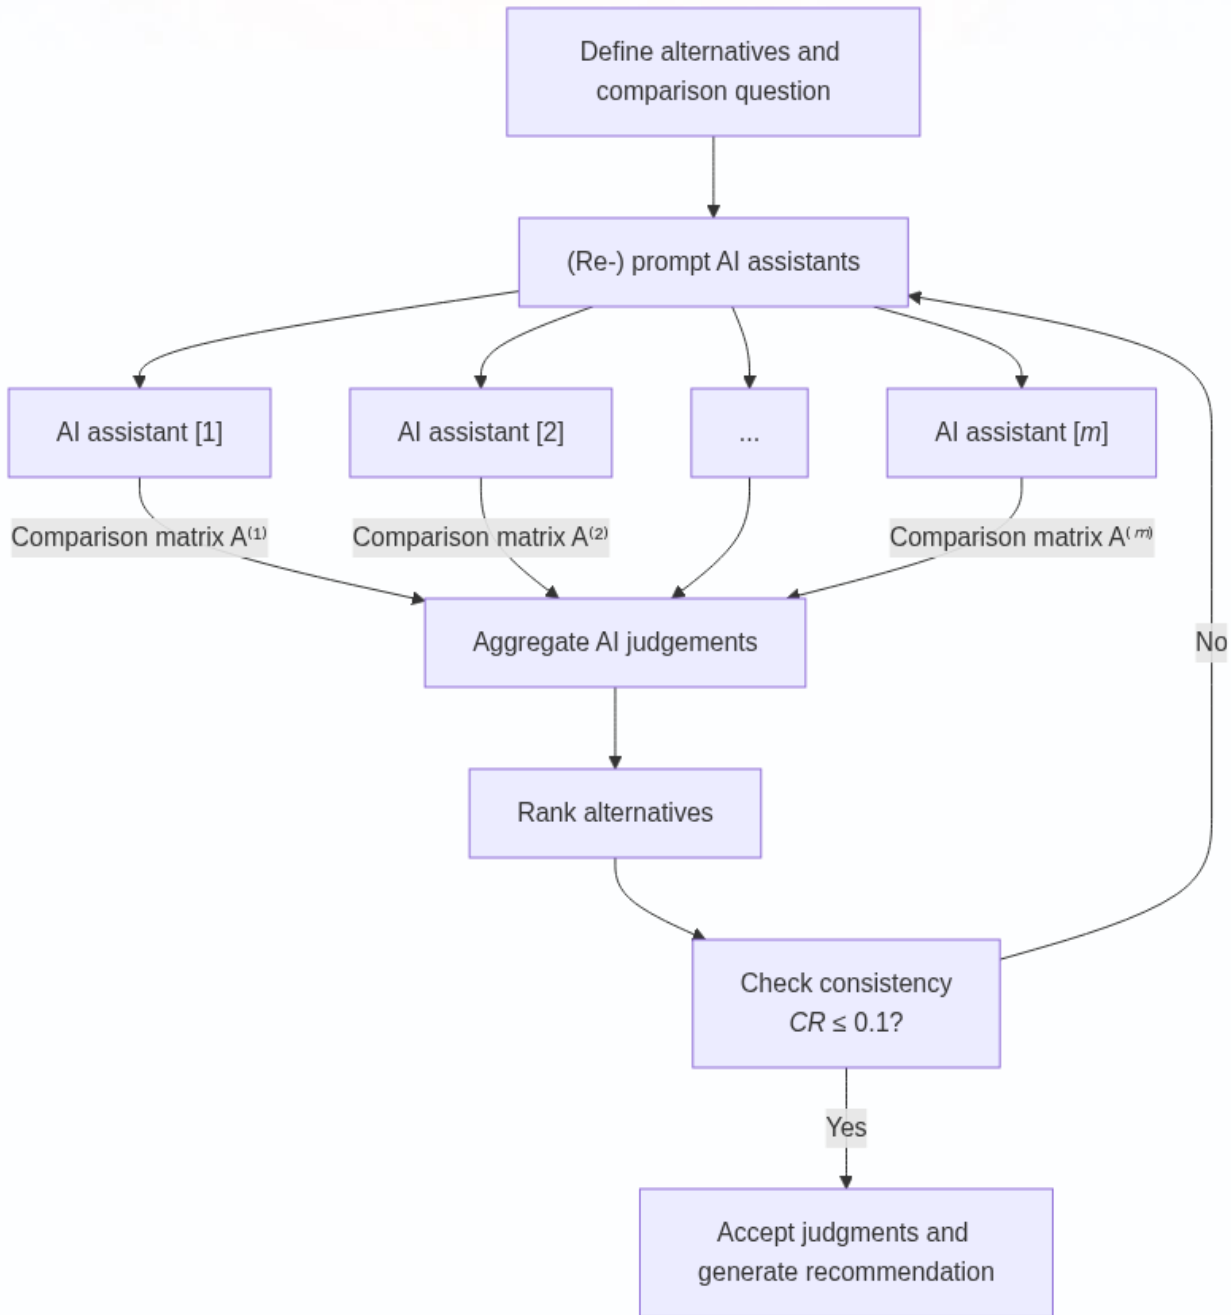 Define alternatives and
comparison question
(Re-) prompt AI assistants
AI assistant [1]
AI assistant [2]
...
AI assistant [m]
Comparison matrix A⁽¹⁾
Comparison matrix A⁽²⁾
Comparison matrix A⁽ᵐ⁾
Aggregate AI judgements
No
Rank alternatives
Check consistency
CR ≤ 0.1?
Yes
Accept judgments and
generate recommendation